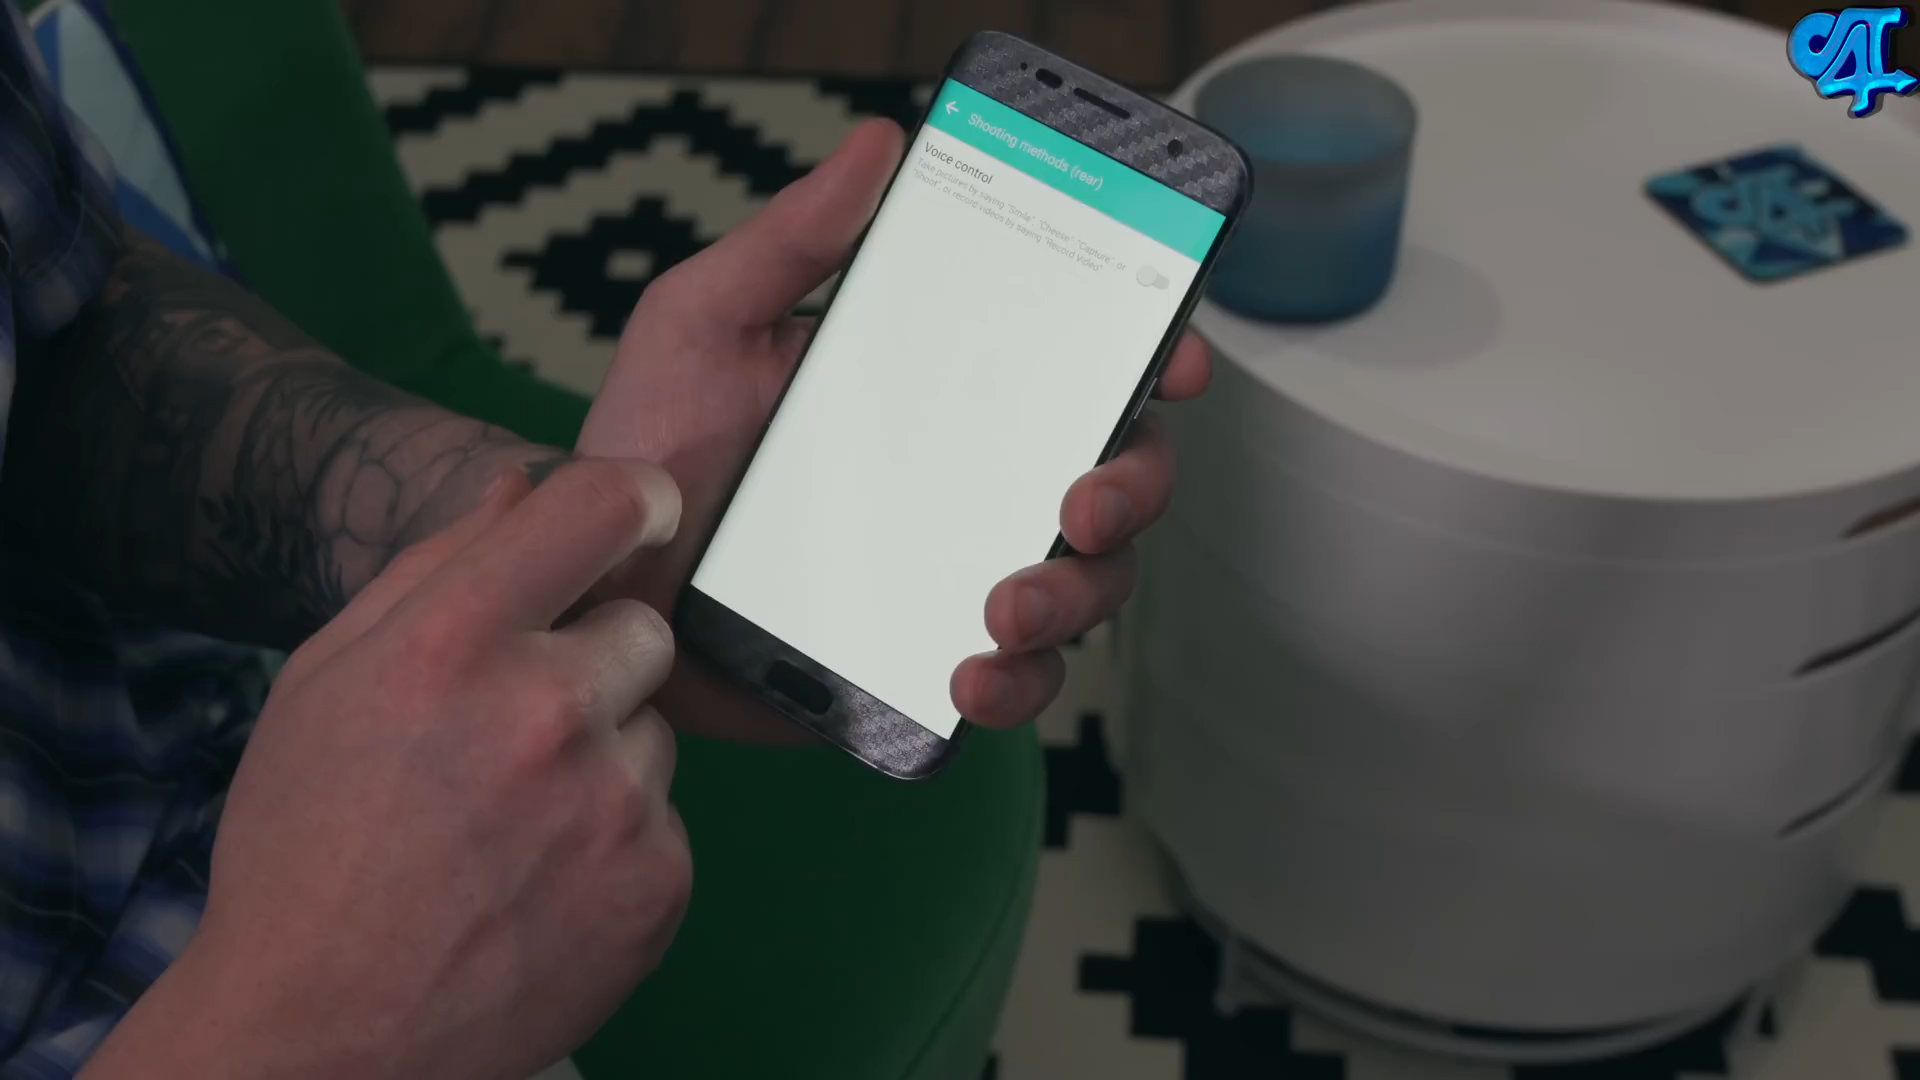 Shooting methods (rear)
Voice control
Take pictures by saying "Smile", "Cheese", "Capture", or
"Shoot", or record videos by saying "Record Video".
C4T